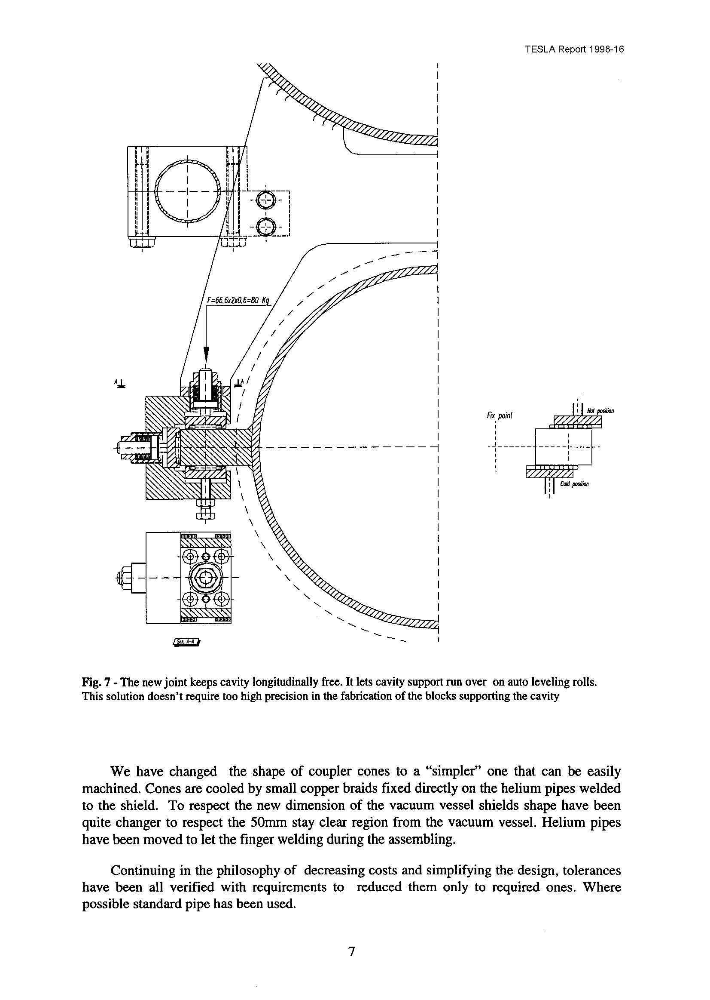 TESLA Report 1998-16
F=66.6x2x0.6=80 Kg
A
A
Fix point
Hot position
Cold position
Sez. A-A
Fig. 7 - The new joint keeps cavity longitudinally free. It lets cavity support run over on auto leveling rolls.
This solution doesn't require too high precision in the fabrication of the blocks supporting the cavity
We have changed the shape of coupler cones to a “simpler” one that can be easily
machined. Cones are cooled by small copper braids fixed directly on the helium pipes welded
to the shield. To respect the new dimension of the vacuum vessel shields shape have been
quite changer to respect the 50mm stay clear region from the vacuum vessel. Helium pipes
have been moved to let the finger welding during the assembling.
Continuing in the philosophy of decreasing costs and simplifying the design, tolerances
have been all verified with requirements to reduced them only to required ones. Where
possible standard pipe has been used.
7